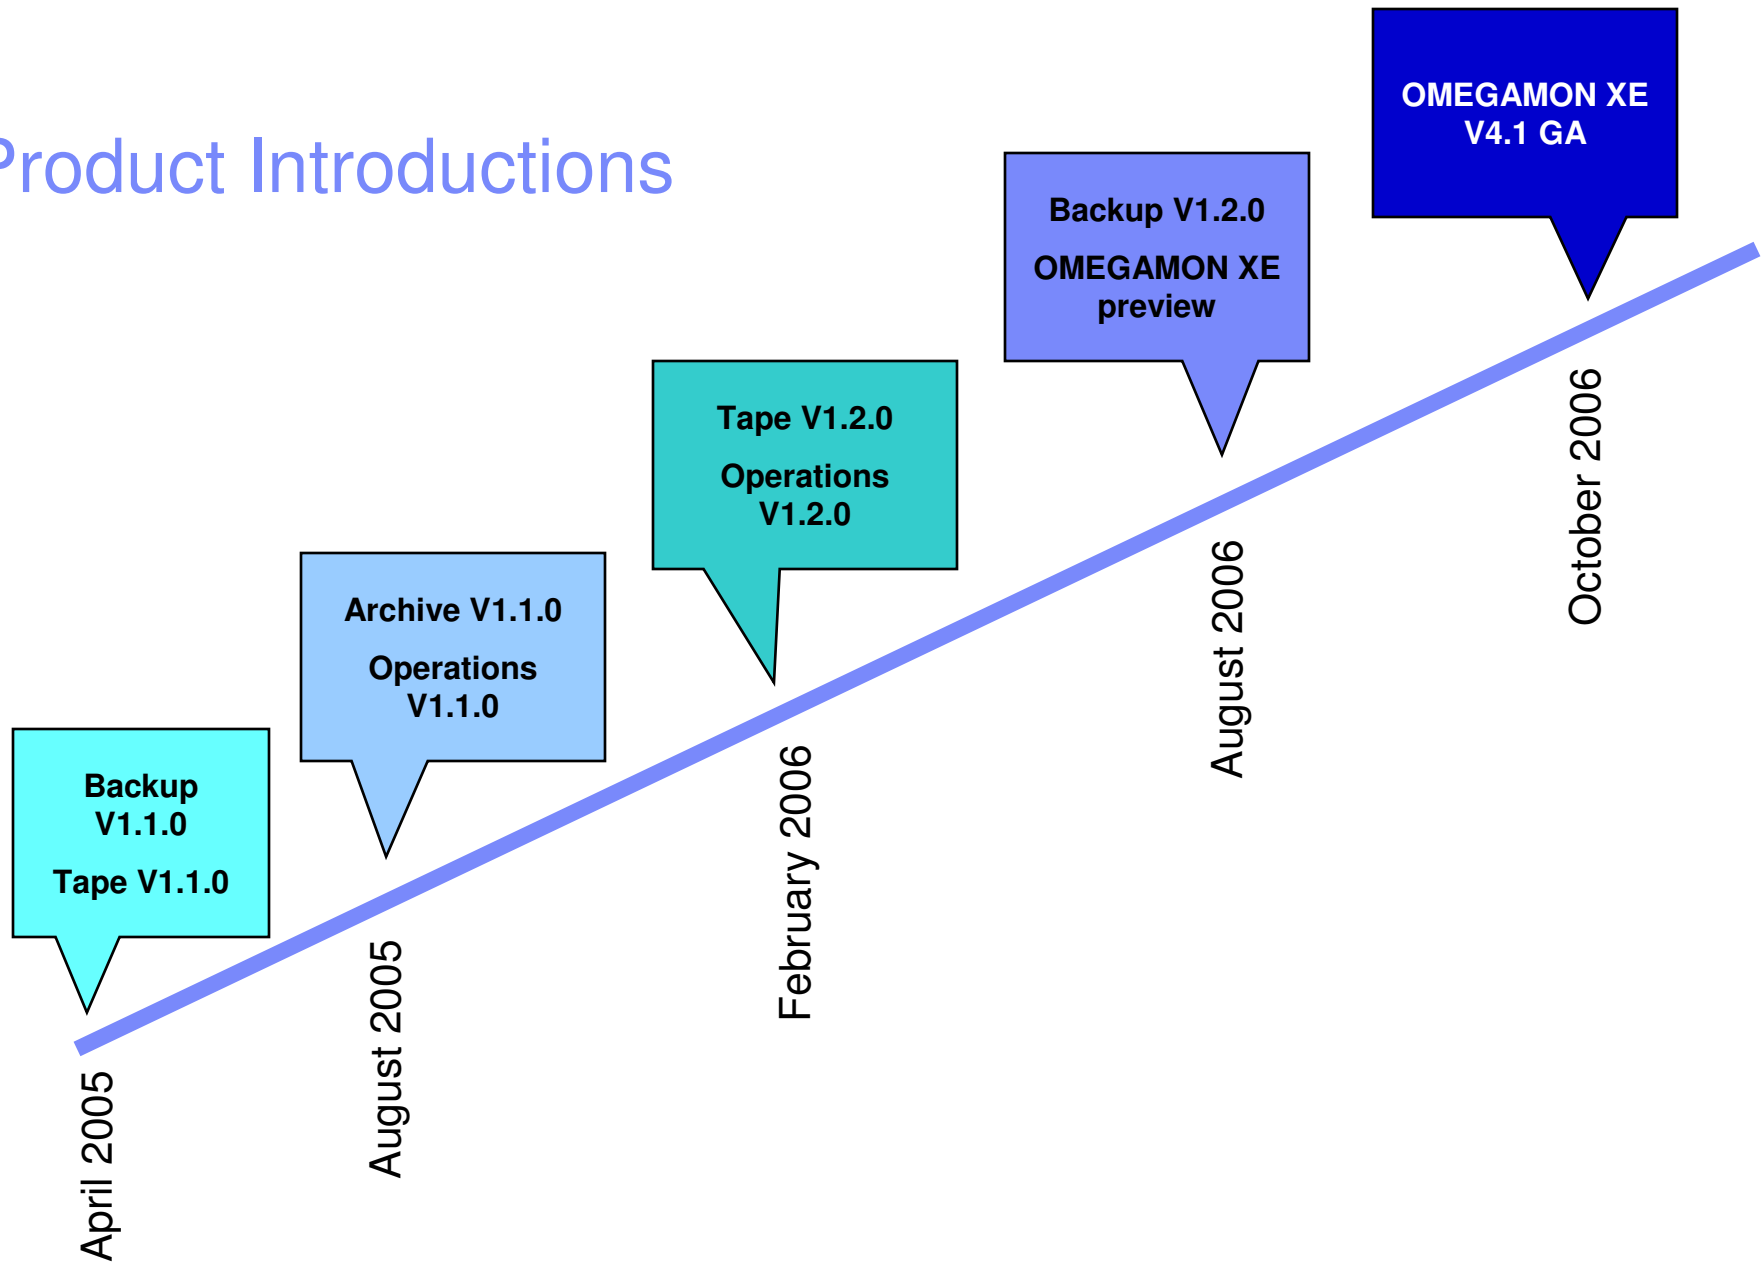 Product Introductions
OMEGAMON XE
V4.1 GA
Backup V1.2.0
OMEGAMON XE
preview
Tape V1.2.0
Operations
V1.2.0
Archive V1.1.0
Operations
V1.1.0
Backup
V1.1.0
Tape V1.1.0
April 2005
August 2005
February 2006
August 2006
October 2006